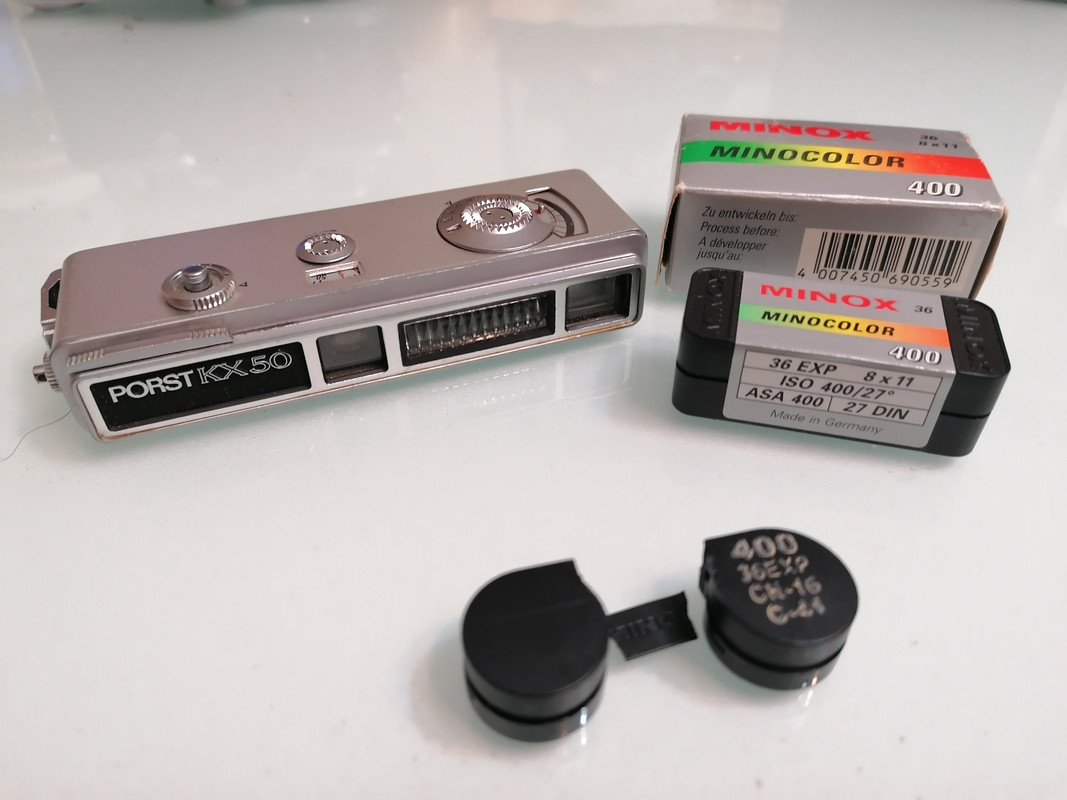 PORST KX 50
MINOX
36
8 x 11
MINOCOLOR
400
Zu entwickeln bis:
Process before:
A développer
jusqu'au:
4 007450 690559
MINOX
36
MINOCOLOR
400
36 EXP 8 x 11
ISO 400/27°
ASA 400 27 DIN
Made in Germany
400
36EXP
C-41